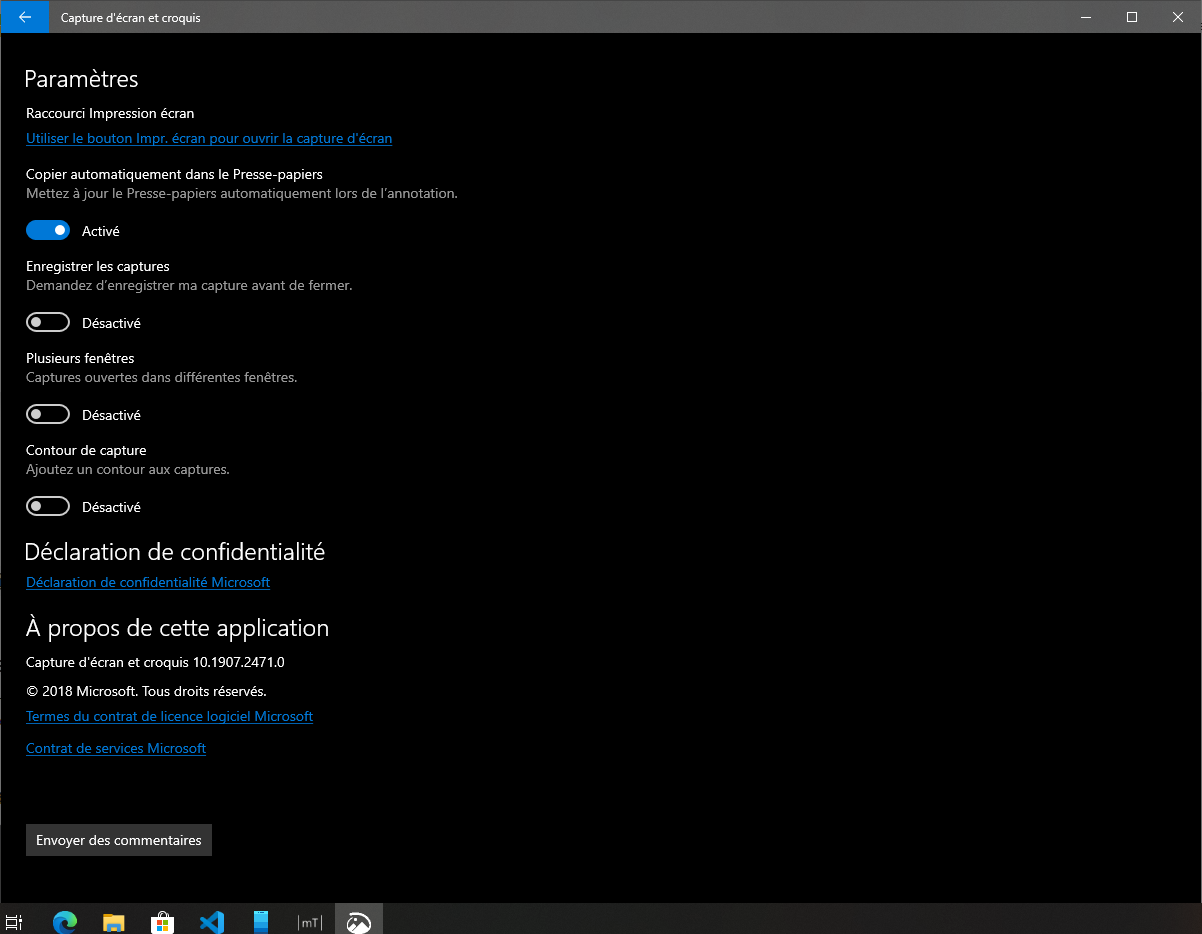 Capture d'écran et croquis
Paramètres
Raccourci Impression écran
Utiliser le bouton Impr. écran pour ouvrir la capture d'écran
Copier automatiquement dans le Presse-papiers
Mettez à jour le Presse-papiers automatiquement lors de l’annotation.
Activé
Enregistrer les captures
Demandez d’enregistrer ma capture avant de fermer.
Désactivé
Plusieurs fenêtres
Captures ouvertes dans différentes fenêtres.
Désactivé
Contour de capture
Ajoutez un contour aux captures.
Désactivé
Déclaration de confidentialité
Déclaration de confidentialité Microsoft
À propos de cette application
Capture d'écran et croquis 10.1907.2471.0
© 2018 Microsoft. Tous droits réservés.
Termes du contrat de licence logiciel Microsoft
Contrat de services Microsoft
Envoyer des commentaires
|mT|